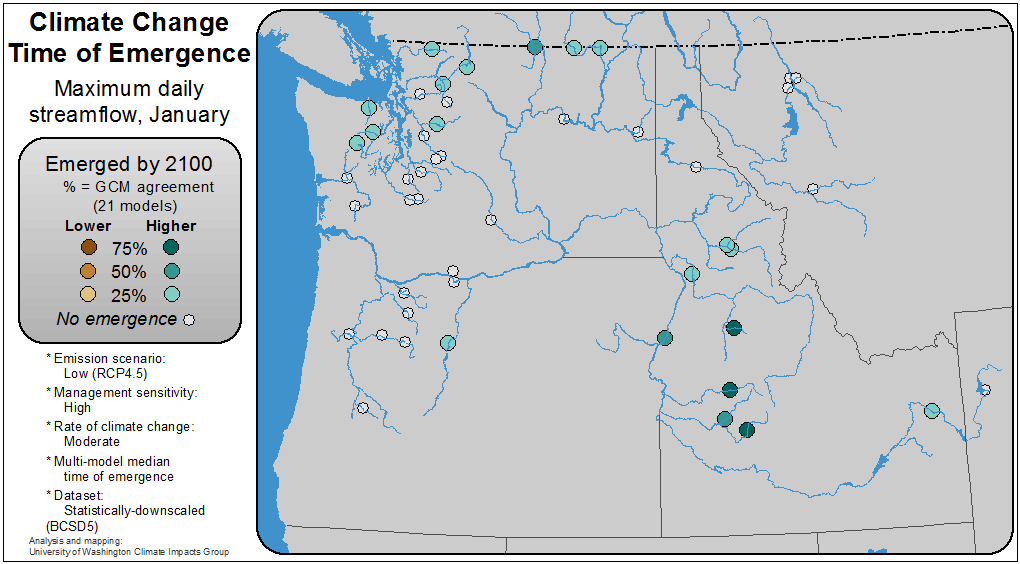 Climate Change
Time of Emergence
Maximum daily
streamflow, January
Emerged by 2100
% = GCM agreement
(21 models)
Lower Higher
75%
50%
25%
No emergence
* Emission scenario:
Low (RCP4.5)
* Management sensitivity:
High
* Rate of climate change:
Moderate
* Multi-model median
time of emergence
* Dataset:
Statistically-downscaled
(BCSD5)
Analysis and mapping:
University of Washington Climate Impacts Group